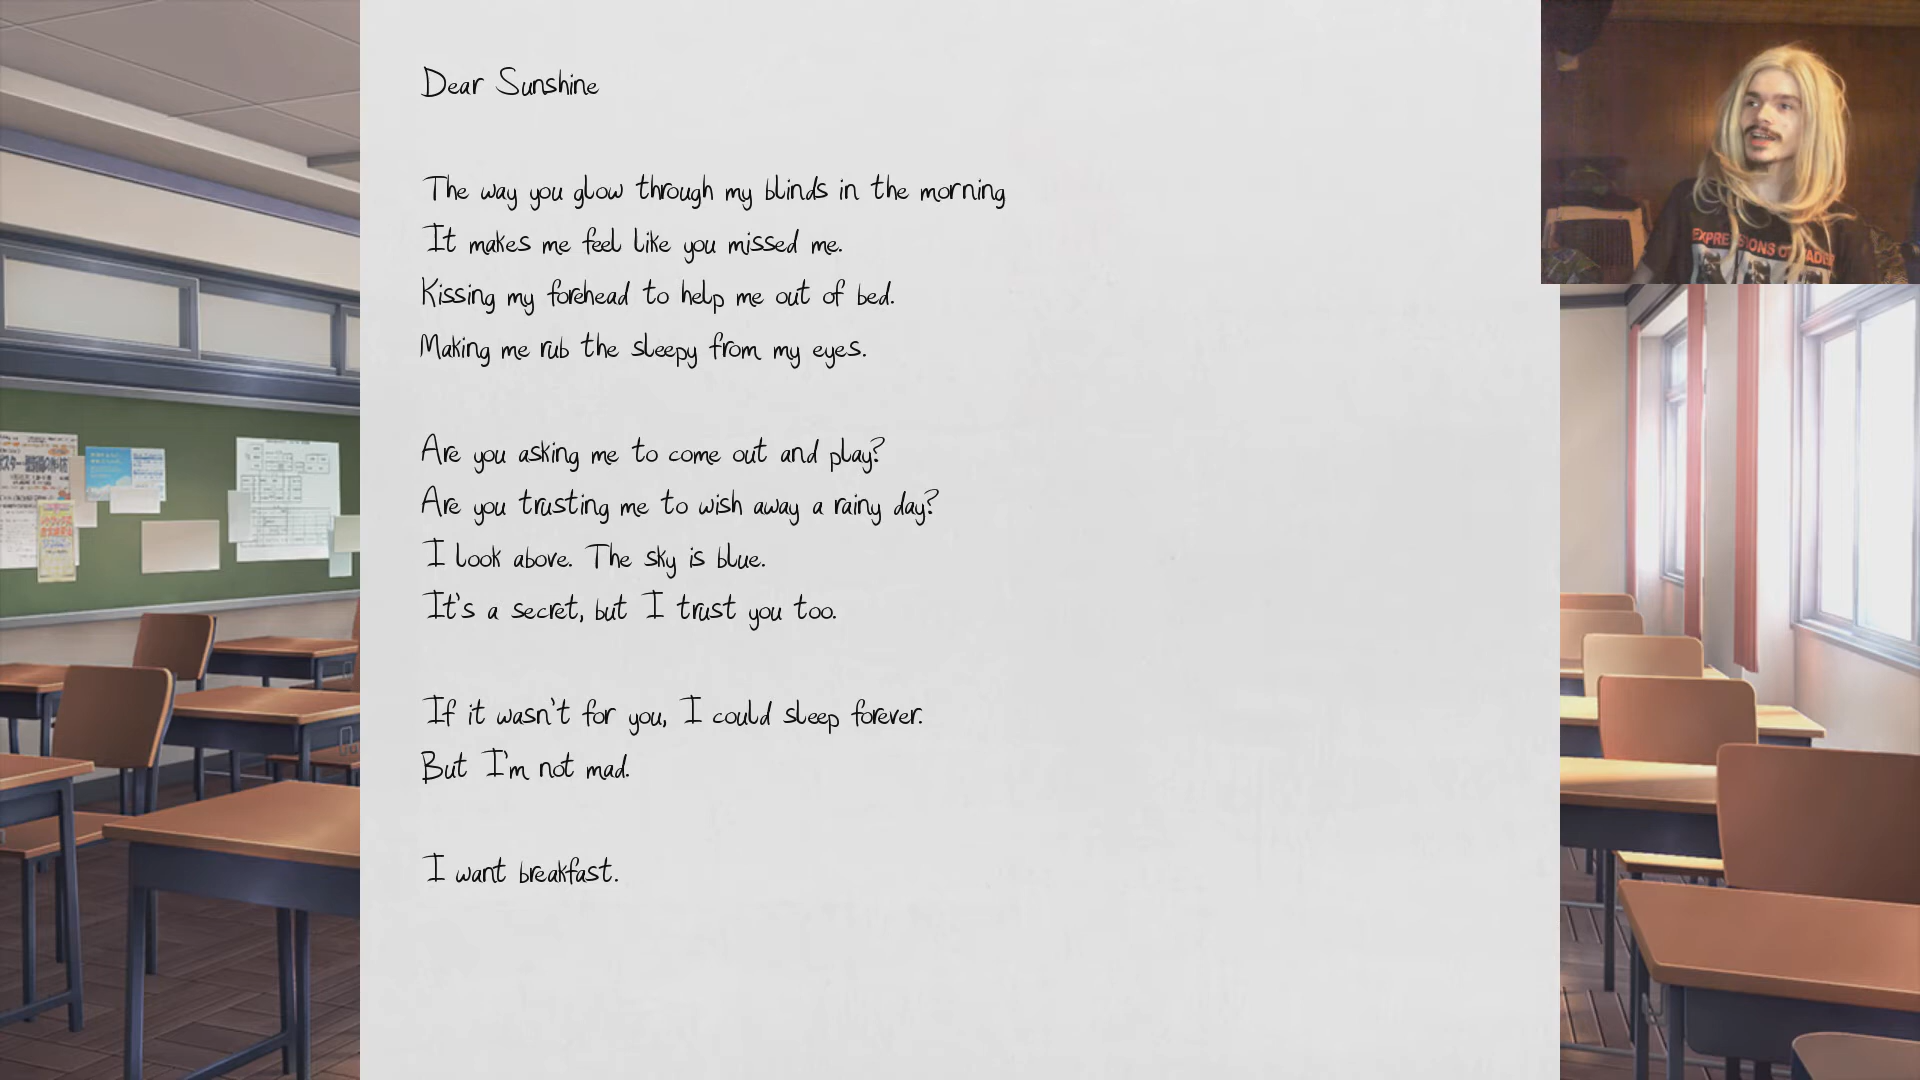 Dear Sunshine
The way you glow through my blinds in the morning
It makes me feel like you missed me.
Kissing my forehead to help me out of bed.
Making me rub the sleepy from my eyes.
Are you asking me to come out and play?
Are you trusting me to wish away a rainy day?
I look above. The sky is blue.
It's a secret, but I trust you too.
If it wasn't for you, I could sleep forever.
But I'm not mad.
I want breakfast.